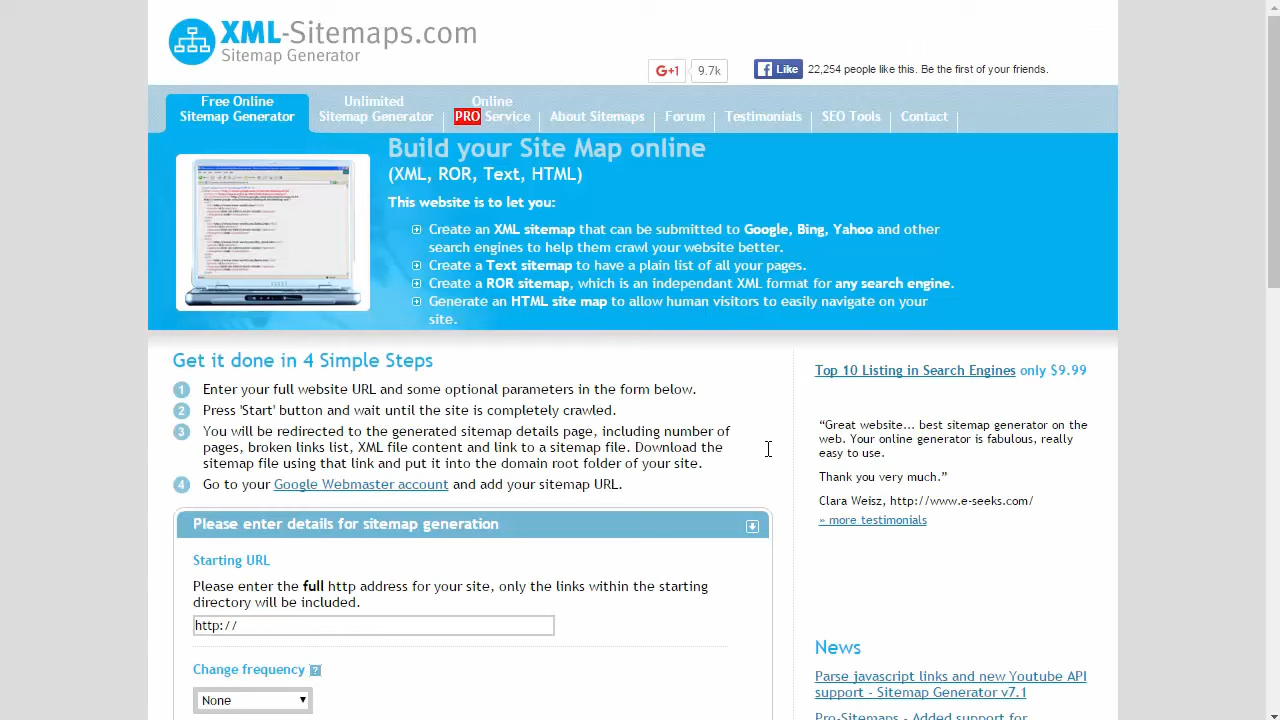 XML-Sitemaps.com
Sitemap Generator
G+1
9.7k
Like
22,254 people like this. Be the first of your friends.
Free Online
Sitemap Generator
Unlimited
Sitemap Generator
Online
PRO Service
About Sitemaps
Forum
Testimonials
SEO Tools
Contact
Build your Site Map online
(XML, ROR, Text, HTML)
This website is to let you:
Create an XML sitemap that can be submitted to Google, Bing, Yahoo and other
search engines to help them crawl your website better.
Create a Text sitemap to have a plain list of all your pages.
Create a ROR sitemap, which is an independant XML format for any search engine.
Generate an HTML site map to allow human visitors to easily navigate on your
site.
Get it done in 4 Simple Steps
1 Enter your full website URL and some optional parameters in the form below.
2 Press 'Start' button and wait until the site is completely crawled.
3 You will be redirected to the generated sitemap details page, including number of
pages, broken links list, XML file content and link to a sitemap file. Download the
sitemap file using that link and put it into the domain root folder of your site.
4 Go to your Google Webmaster account and add your sitemap URL.
Please enter details for sitemap generation
Starting URL
Please enter the full http address for your site, only the links within the starting
directory will be included.
http://
Change frequency ?
None
Top 10 Listing in Search Engines only $9.99
“Great website... best sitemap generator on the
web. Your online generator is fabulous, really
easy to use.
Thank you very much.”
Clara Weisz, http://www.e-seeks.com/
» more testimonials
News
Parse javascript links and new Youtube API
support - Sitemap Generator v7.1
Pro-Sitemaps - Added support for